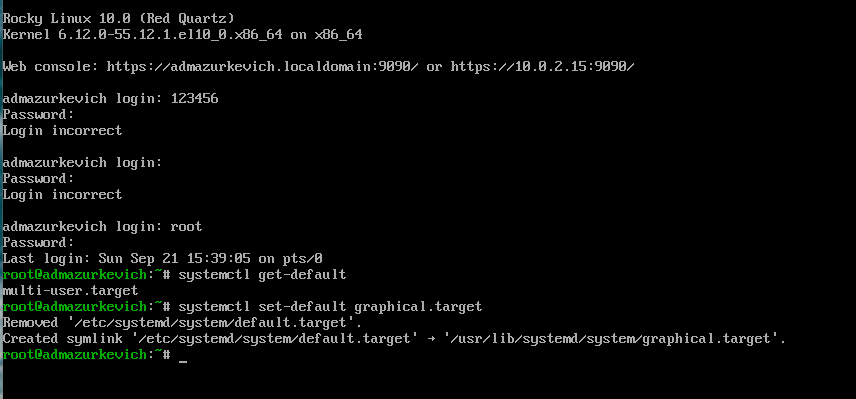 Rocky Linux 10.0 (Red Quartz)
Kernel 6.12.0-55.12.1.el10_0.x86_64 on x86_64
Web console: https://admazurkevich.localdomain:9090/ or https://10.0.2.15:9090/
admazurkevich login: 123456
Password:
Login incorrect
admazurkevich login:
Password:
Login incorrect
admazurkevich login: root
Password:
Last login: Sun Sep 21 15:39:05 on pts/0
root@admazurkevich:~# systemctl get-default
multi-user.target
root@admazurkevich:~# systemctl set-default graphical.target
Removed '/etc/systemd/system/default.target'.
Created symlink '/etc/systemd/system/default.target' → '/usr/lib/systemd/system/graphical.target'.
root@admazurkevich:~# _